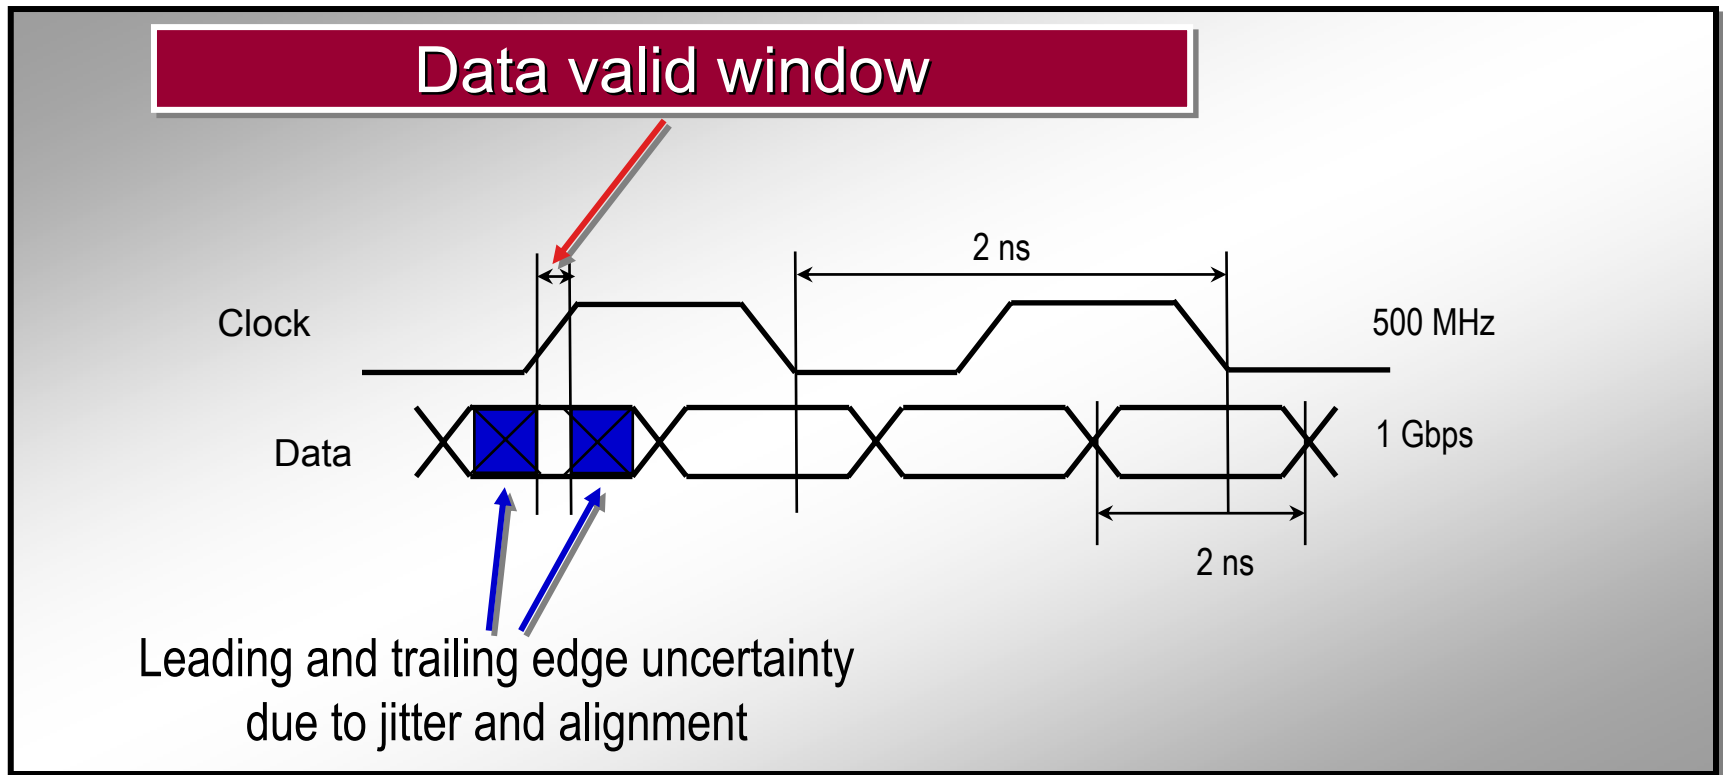 Data valid window
2 ns
Clock
500 MHz
Data
1 Gbps
2 ns
Leading and trailing edge uncertainty
due to jitter and alignment